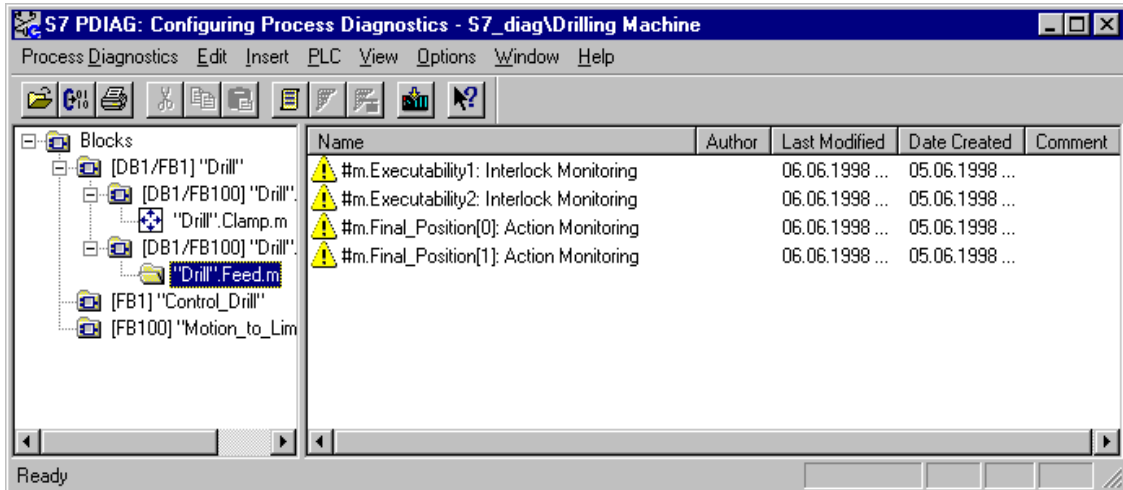 S7 PDIAG: Configuring Process Diagnostics - S7_diag\Drilling Machine
Process Diagnostics Edit Insert PLC View Options Window Help
Blocks
[DB1/FB1] "Drill"
[DB1/FB100] "Drill".
"Drill".Clamp.m
[DB1/FB100] "Drill".
"Drill".Feed.m
[FB1] "Control_Drill"
[FB100] "Motion_to_Lim
Name Author Last Modified Date Created Comment
#m.Executability1: Interlock Monitoring 06.06.1998 ... 05.06.1998 ...
#m.Executability2: Interlock Monitoring 06.06.1998 ... 05.06.1998 ...
#m.Final_Position[0]: Action Monitoring 06.06.1998 ... 05.06.1998 ...
#m.Final_Position[1]: Action Monitoring 06.06.1998 ... 05.06.1998 ...
Ready